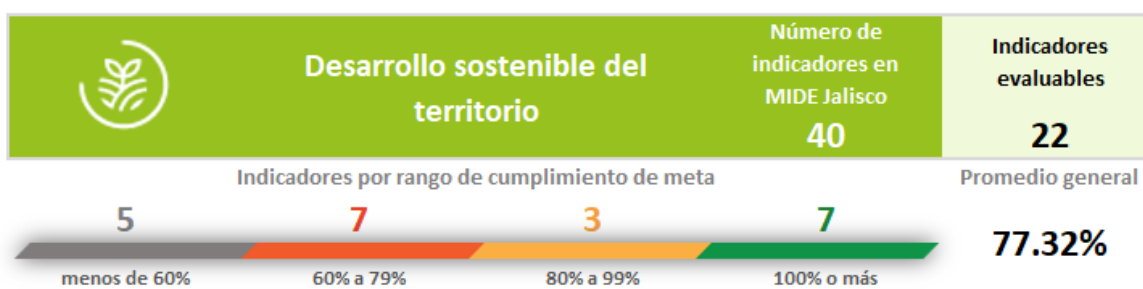 Desarrollo sostenible del
territorio
Número de
indicadores en
MIDE Jalisco
40
Indicadores
evaluables
22
Indicadores por rango de cumplimiento de meta
Promedio general
5
7
3
7
77.32%
menos de 60%
60% a 79%
80% a 99%
100% o más